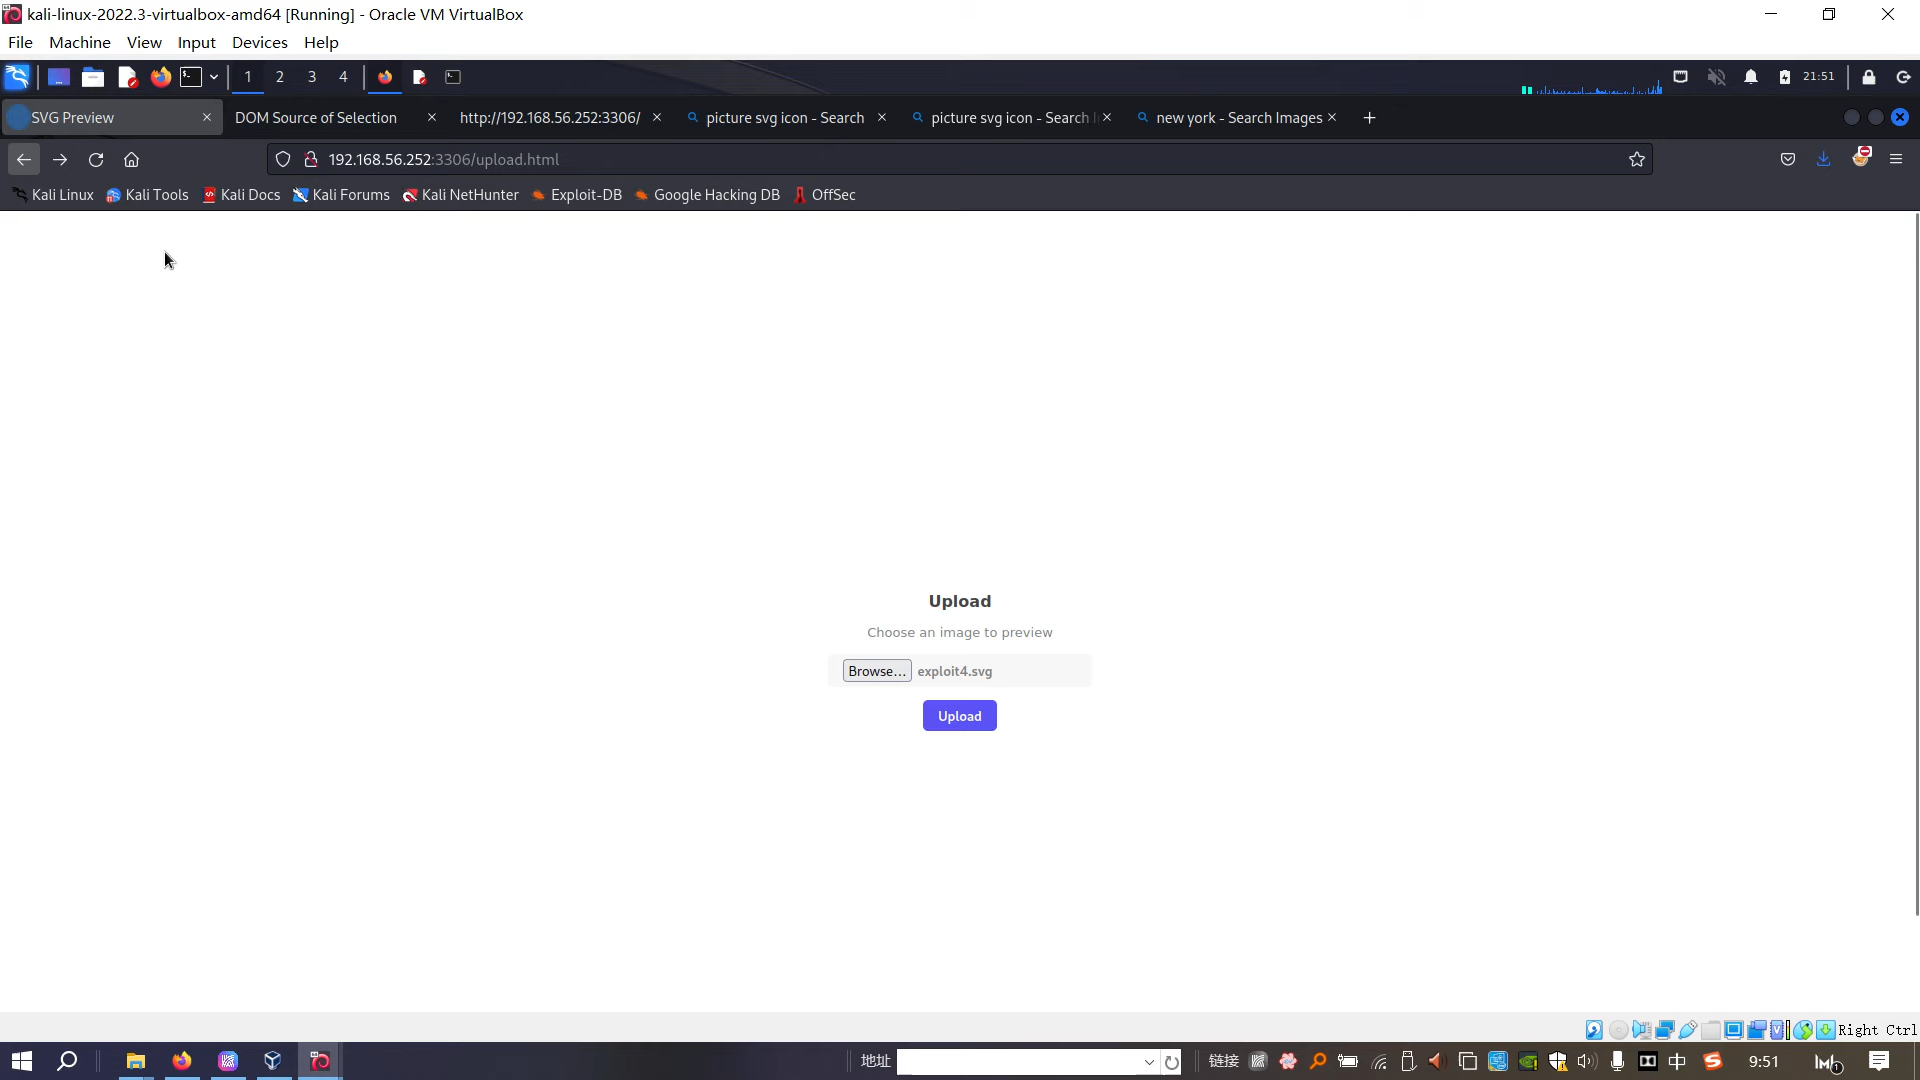 kali-linux-2022.3-virtualbox-amd64 [Running] - Oracle VM VirtualBox
File Machine View Input Devices Help
1 2 3 4 21:51
SVG Preview DOM Source of Selection http://192.168.56.252:3306/ picture svg icon - Search picture svg icon - Search I new york - Search Images
192.168.56.252:3306/upload.html
Kali Linux Kali Tools Kali Docs Kali Forums Kali NetHunter Exploit-DB Google Hacking DB OffSec
Upload
Choose an image to preview
Browse... exploit4.svg
Upload
Right Ctrl
地址 链接 中 9:51